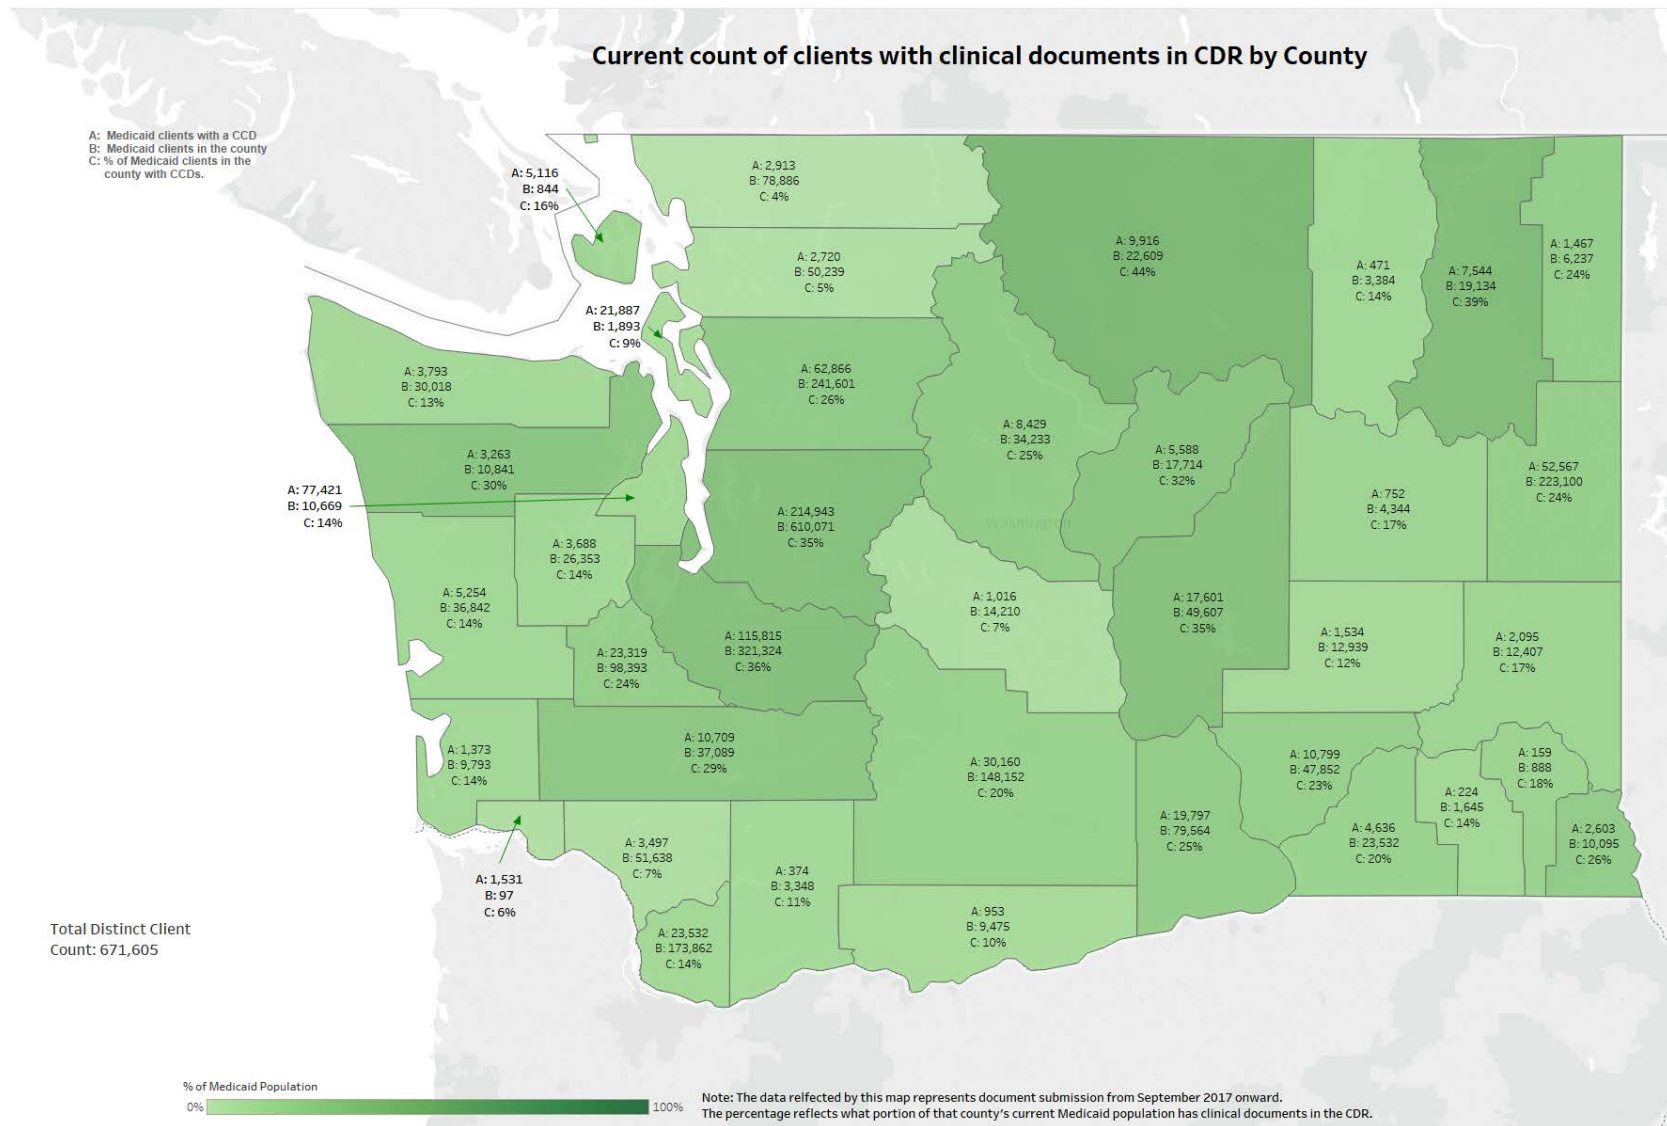 Current count of clients with clinical documents in CDR by County
A: Medicaid clients with a CCD
B: Medicaid clients in the county
C: % of Medicaid clients in the
county with CCDs.
A: 5,116
B: 844
C: 16%
A: 2,913
B: 78,886
C: 4%
A: 2,720
B: 50,239
C: 5%
A: 9,916
B: 22,609
C: 44%
A: 471
B: 3,384
C: 14%
A: 7,544
B: 19,134
C: 39%
A: 1,467
B: 6,237
C: 24%
A: 21,887
B: 1,893
C: 9%
A: 3,793
B: 30,018
C: 13%
A: 62,866
B: 241,601
C: 26%
A: 8,429
B: 34,233
C: 25%
A: 5,588
B: 17,714
C: 32%
A: 3,263
B: 10,841
C: 30%
A: 77,421
B: 10,669
C: 14%
A: 214,943
B: 610,071
C: 35%
Washington
A: 752
B: 4,344
C: 17%
A: 52,567
B: 223,100
C: 24%
A: 3,688
B: 26,353
C: 14%
A: 5,254
B: 36,842
C: 14%
A: 1,016
B: 14,210
C: 7%
A: 17,601
B: 49,607
C: 35%
A: 1,534
B: 12,939
C: 12%
A: 2,095
B: 12,407
C: 17%
A: 23,319
B: 98,393
C: 24%
A: 115,815
B: 321,324
C: 36%
A: 1,373
B: 9,793
C: 14%
A: 10,709
B: 37,089
C: 29%
A: 30,160
B: 148,152
C: 20%
A: 10,799
B: 47,852
C: 23%
A: 159
B: 888
C: 18%
A: 224
B: 1,645
C: 14%
A: 19,797
B: 79,564
C: 25%
A: 4,636
B: 23,532
C: 20%
A: 2,603
B: 10,095
C: 26%
A: 3,497
B: 51,638
C: 7%
A: 1,531
B: 97
C: 6%
A: 374
B: 3,348
C: 11%
A: 953
B: 9,475
C: 10%
A: 23,532
B: 173,862
C: 14%
Total Distinct Client
Count: 671,605
% of Medicaid Population
0%
100%
Note: The data relfected by this map represents document submission from September 2017 onward.
The percentage reflects what portion of that county's current Medicaid population has clinical documents in the CDR.